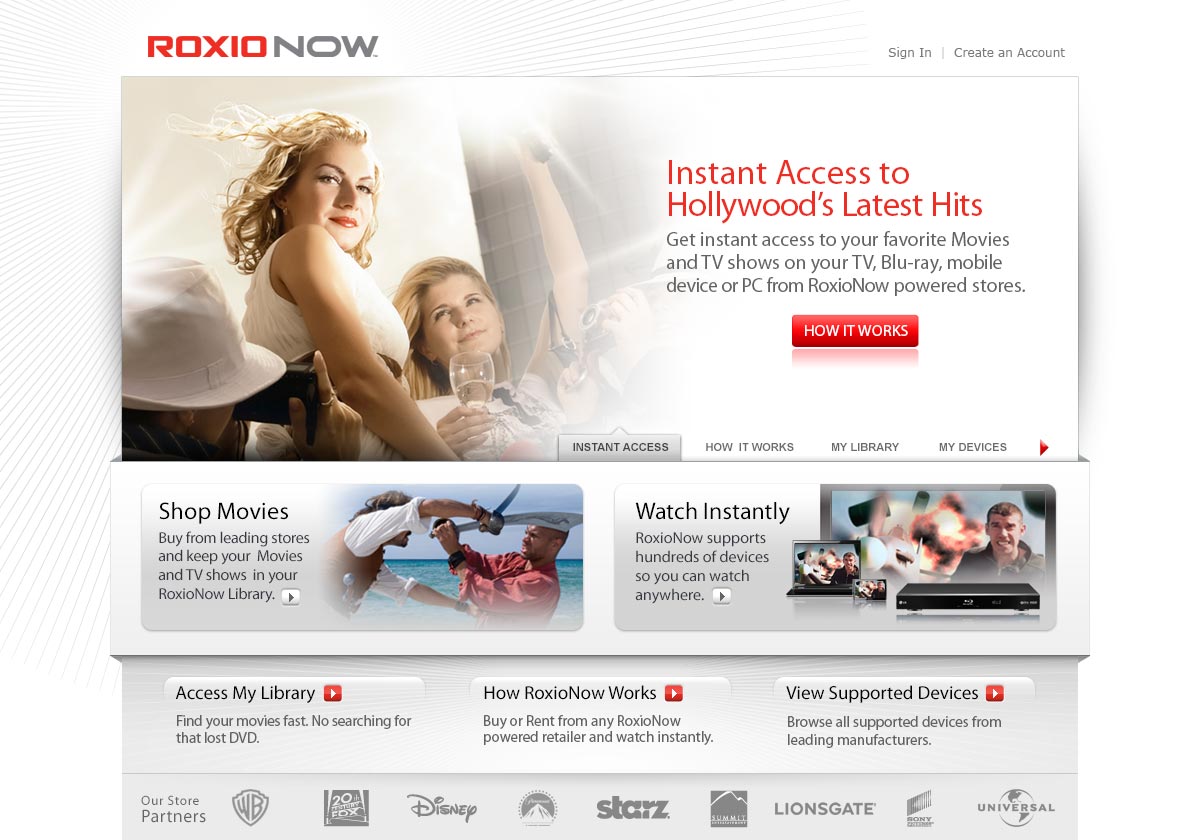 ROXIO NOW™
Sign In | Create an Account
Instant Access to
Hollywood's Latest Hits
Get instant access to your favorite Movies
and TV shows on your TV, Blu-ray, mobile
device or PC from RoxioNow powered stores.
HOW IT WORKS
INSTANT ACCESS
HOW IT WORKS
MY LIBRARY
MY DEVICES
Shop Movies
Buy from leading stores
and keep your Movies
and TV shows in your
RoxioNow Library.
Watch Instantly
RoxioNow supports
hundreds of devices
so you can watch
anywhere.
Access My Library
Find your movies fast. No searching for
that lost DVD.
How RoxioNow Works
Buy or Rent from any RoxioNow
powered retailer and watch instantly.
View Supported Devices
Browse all supported devices from
leading manufacturers.
Our Store
Partners
WB
20th
CENTURY
FOX
DISNEY
Paramount
starz
SUMMIT
ENTERTAINMENT
LIONSGATE
SONY
UNIVERSAL